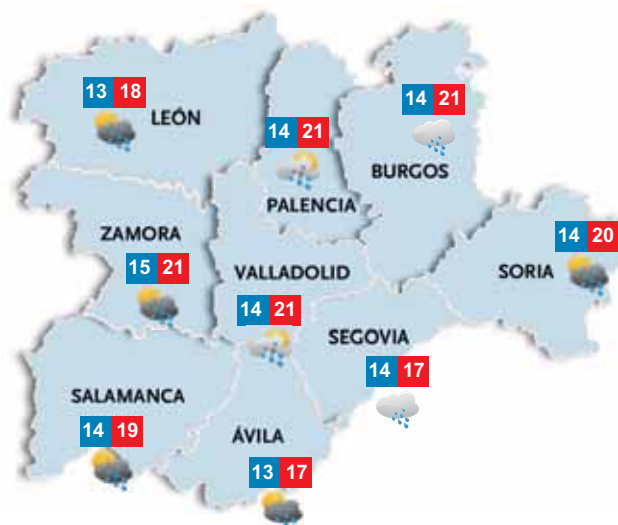 13 18
LEÓN
14 21
BURGOS
14 21
PALENCIA
ZAMORA
15 21
VALLADOLID
14 21
14 20
SORIA
SEGOVIA
14 17
SALAMANCA
14 19
ÁVILA
13 17